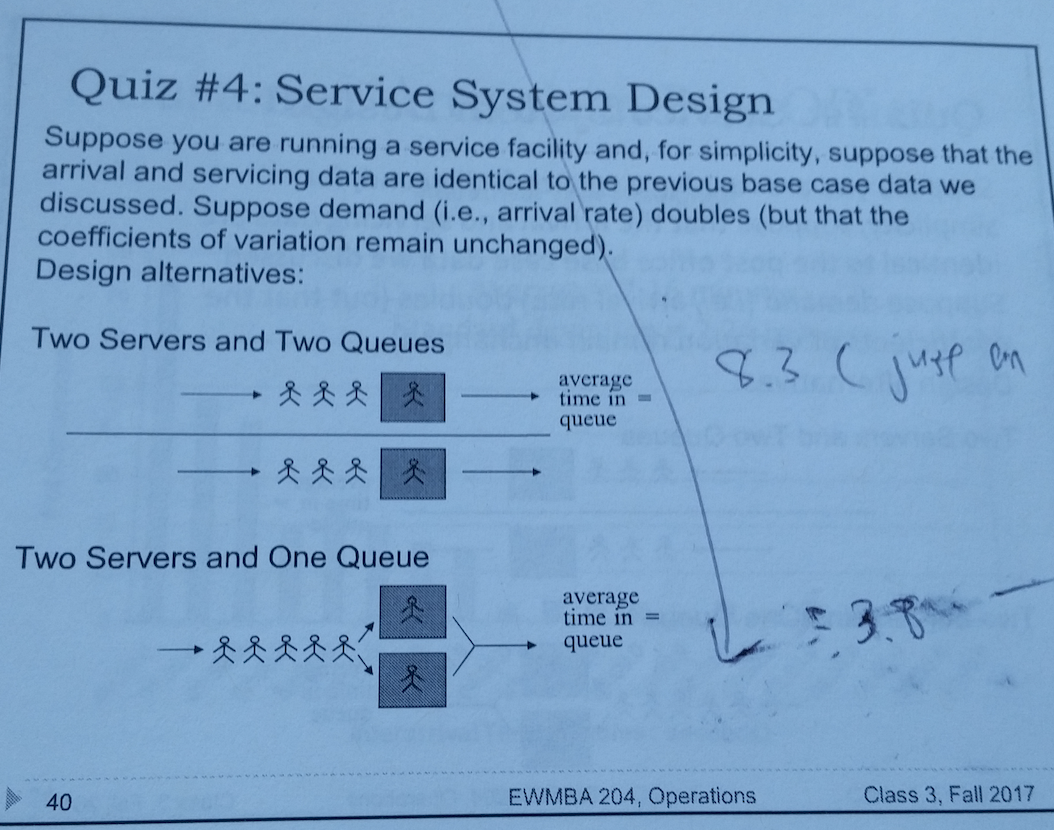 Quiz #4: Service System Design
Suppose you are running a service facility and, for simplicity, suppose that the
arrival and servicing data are identical to the previous base case data we
discussed. Suppose demand (i.e., arrival rate) doubles (but that the
coefficients of variation remain unchanged).
Design alternatives:
Two Servers and Two Queues
average
time in =
queue
83 ( just an
Two Servers and One Queue
average
time in =
queue
= 3.8
40
EWMBA 204, Operations
Class 3, Fall 2017